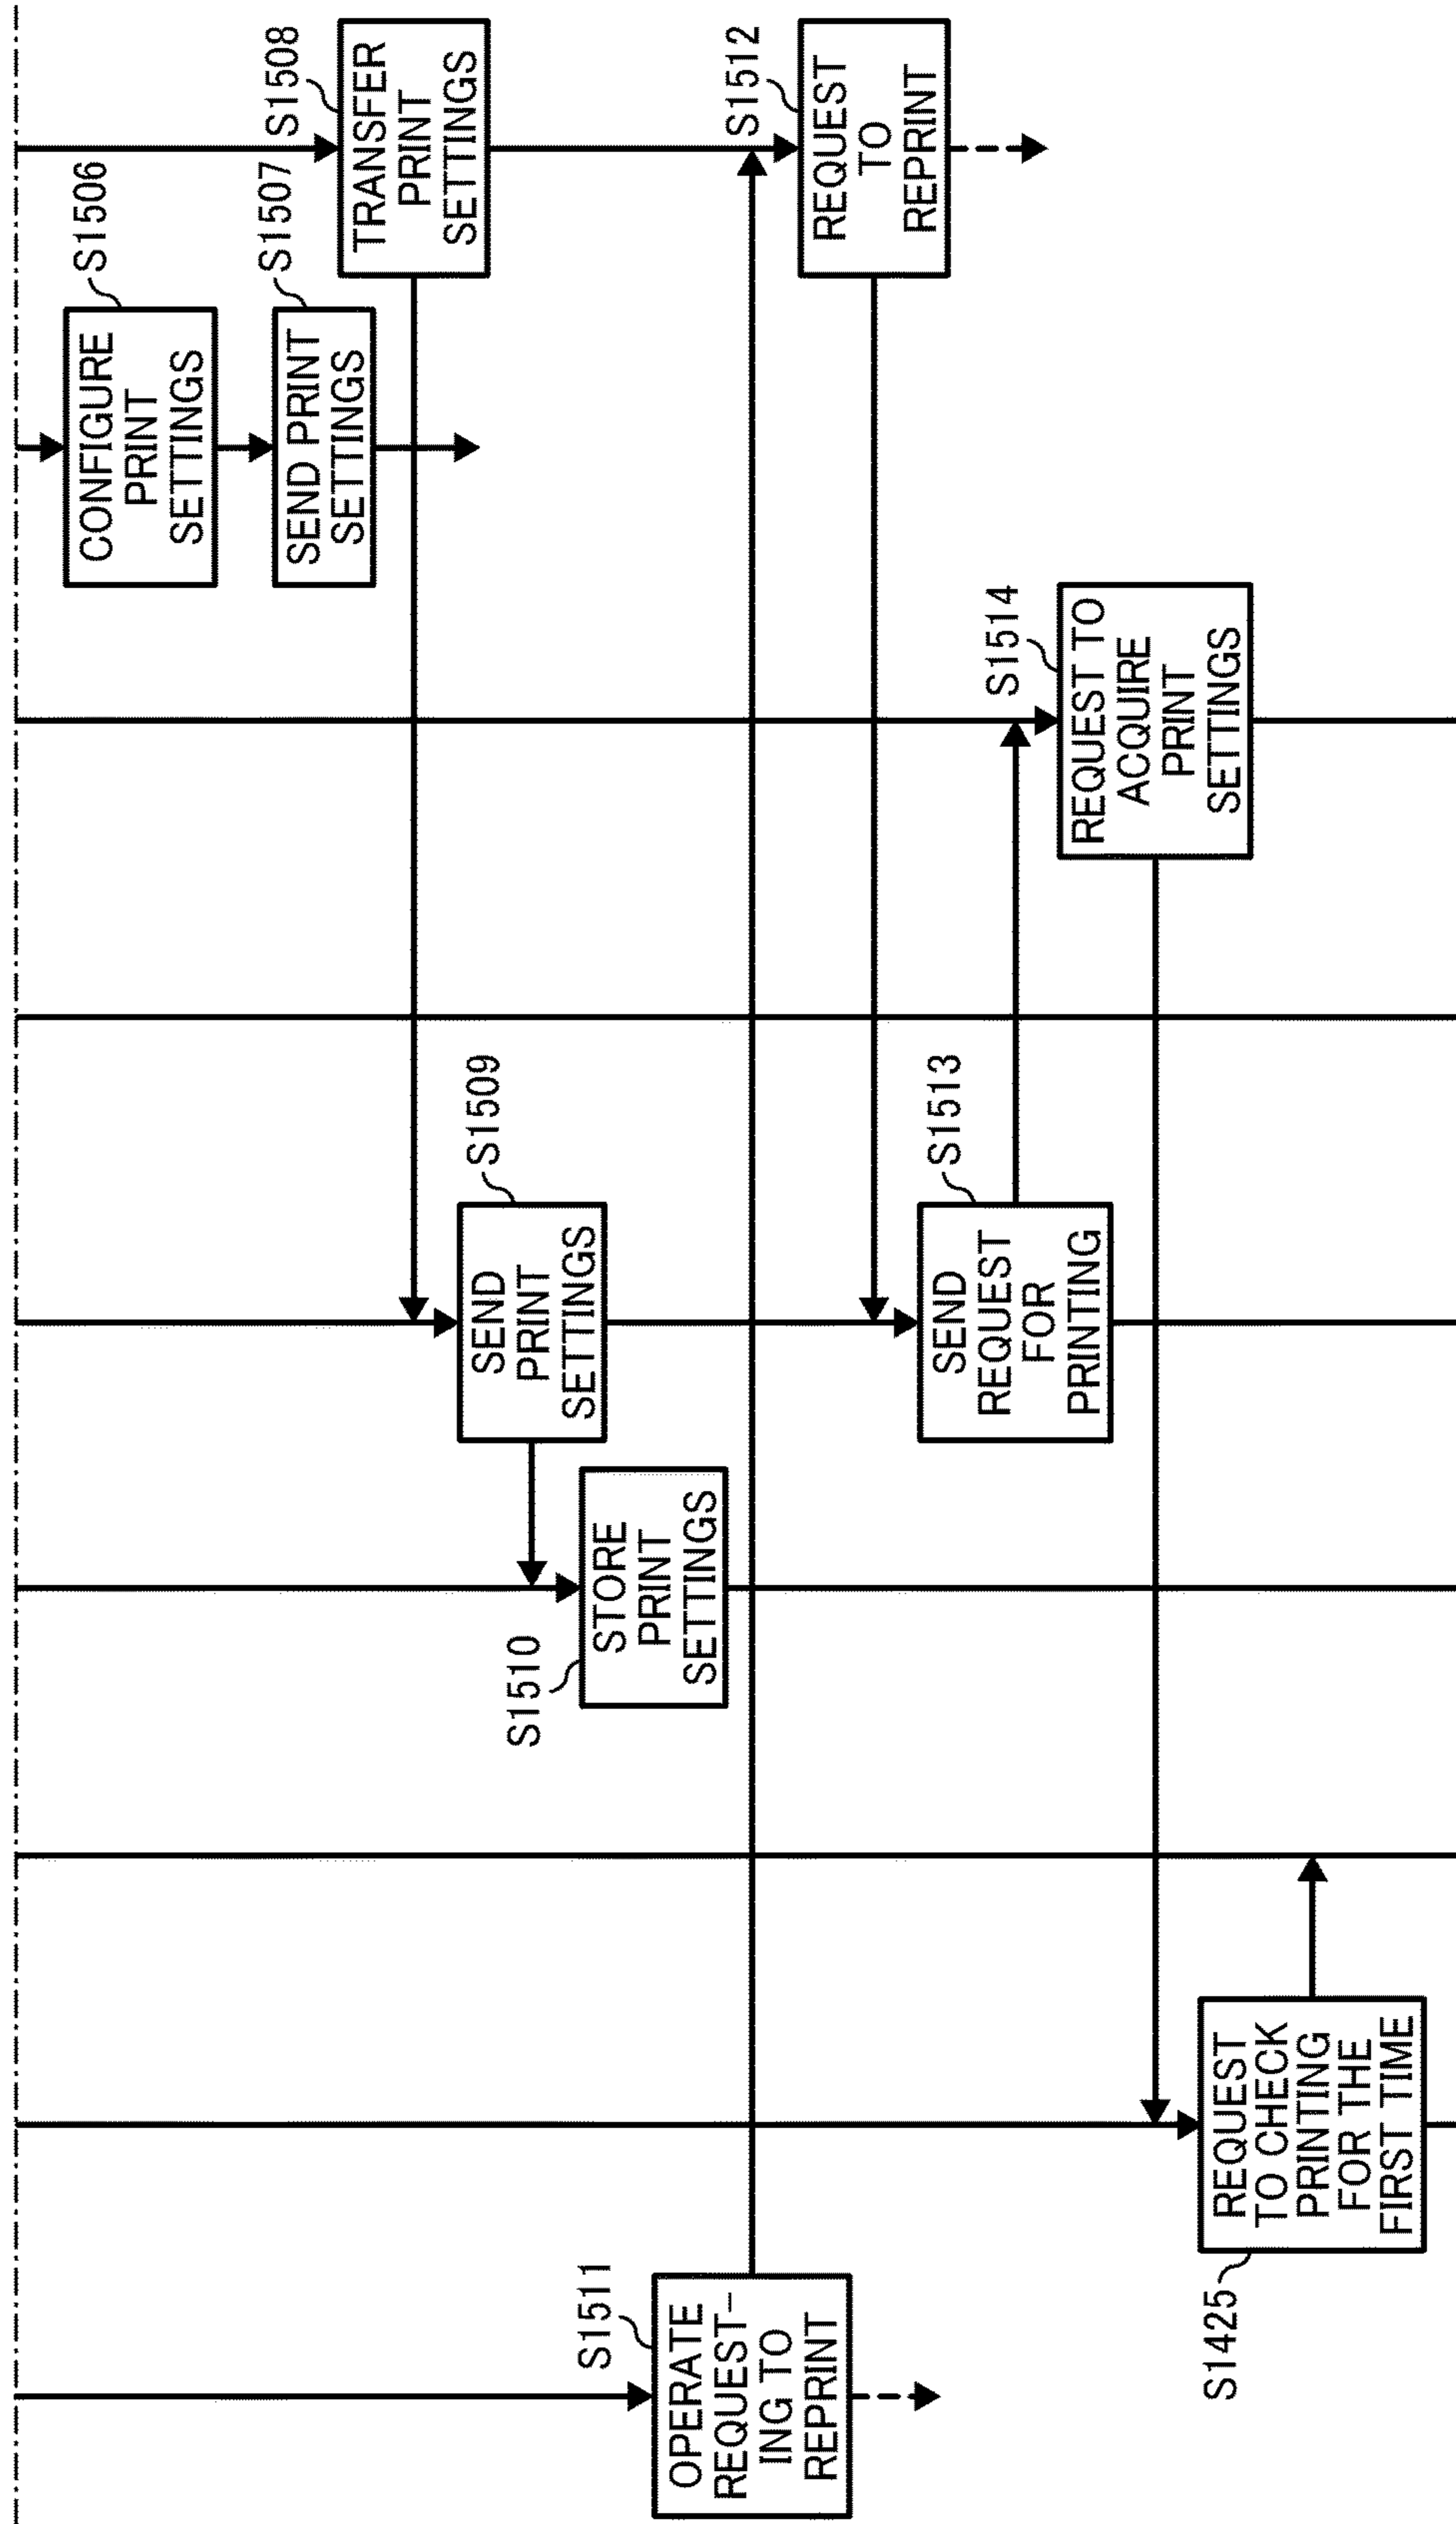 S1506
CONFIGURE
PRINT
SETTINGS
S1507
SEND PRINT
SETTINGS
S1508
TRANSFER
PRINT
SETTINGS
S1509
SEND
PRINT
SETTINGS
S1510
STORE
PRINT
SETTINGS
S1511
OPERATE
REQUEST-
ING TO
REPRINT
S1512
REQUEST
TO
REPRINT
S1513
SEND
REQUEST
FOR
PRINTING
S1514
REQUEST TO
ACQUIRE
PRINT
SETTINGS
S1425
REQUEST
TO CHECK
PRINTING
FOR THE
FIRST TIME